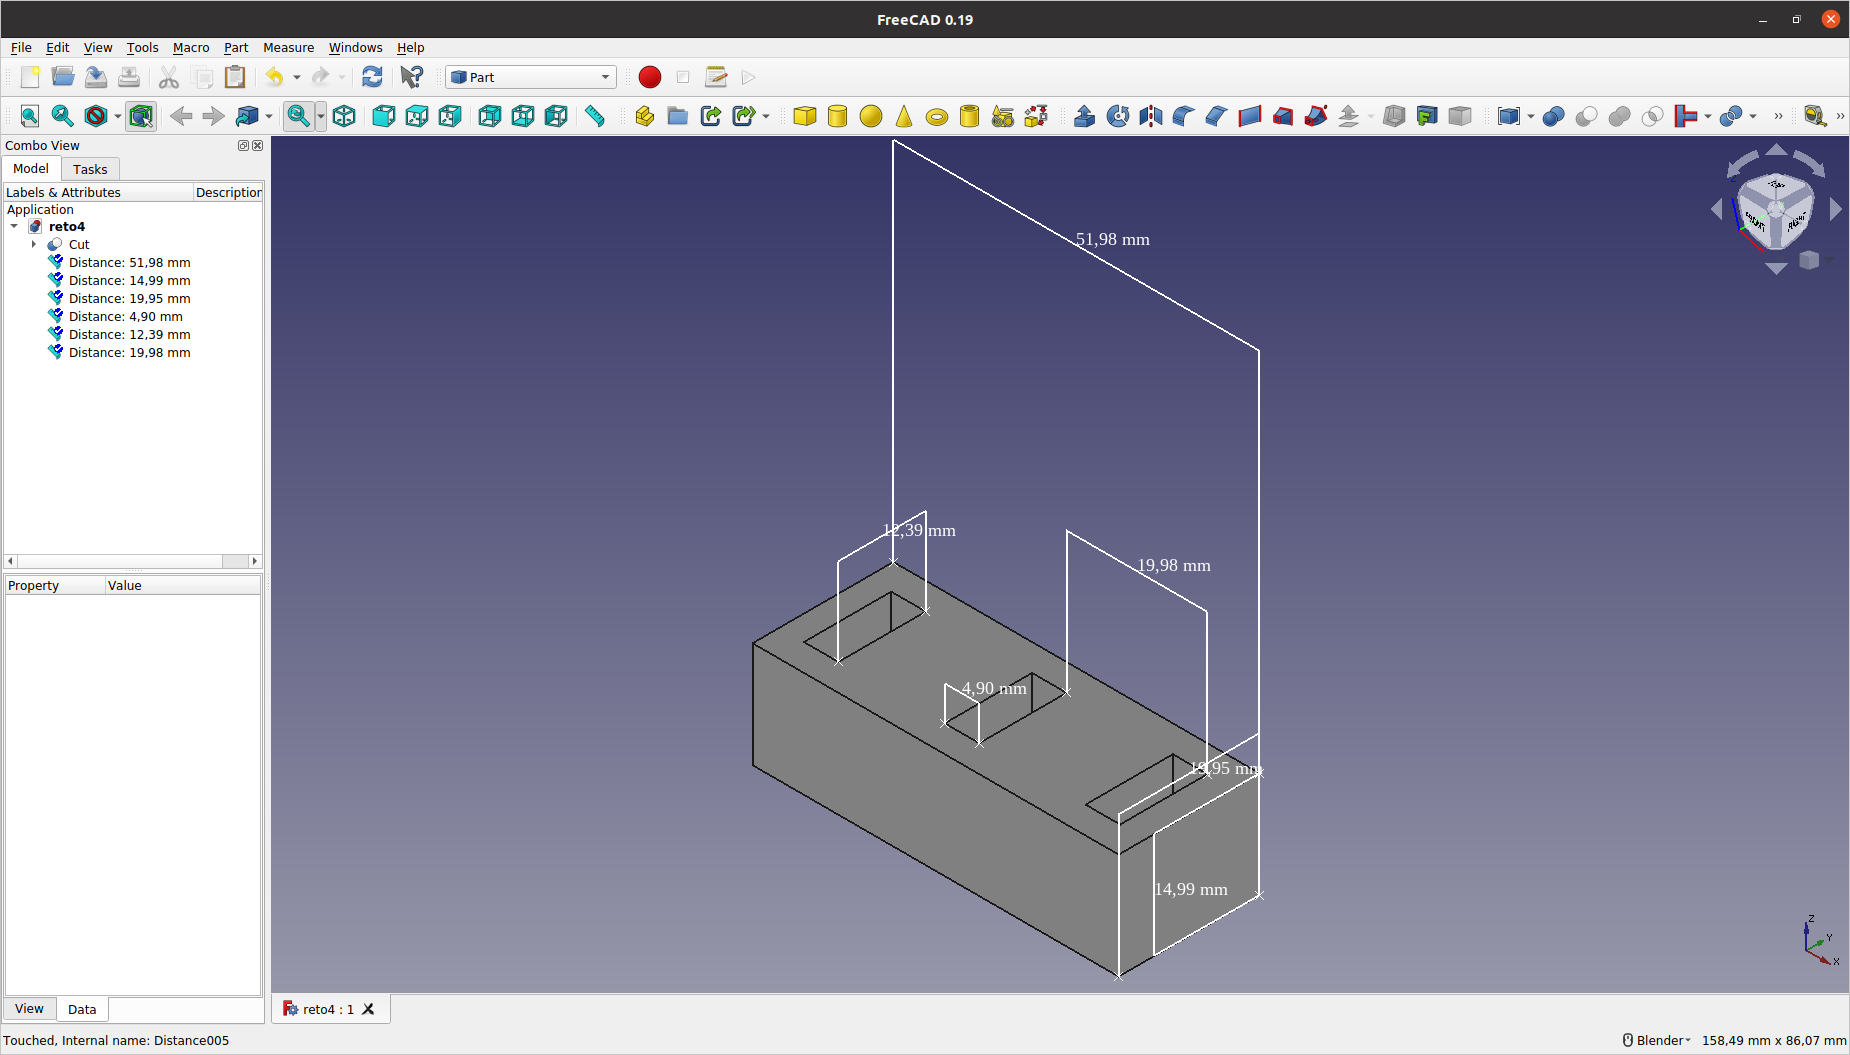 FreeCAD 0.19
File Edit View Tools Macro Part Measure Windows Help
Part
Combo View
Model Tasks
Labels & Attributes Description
Application
reto4
Cut
Distance: 51,98 mm
Distance: 14,99 mm
Distance: 19,95 mm
Distance: 4,90 mm
Distance: 12,39 mm
Distance: 19,98 mm
Property Value
View Data
51,98 mm
12,39 mm
19,98 mm
4,90 mm
19,95 mm
14,99 mm
FRONT RIGHT
Z
Y
X
reto4 : 1
Touched, Internal name: Distance005
Blender 158,49 mm x 86,07 mm